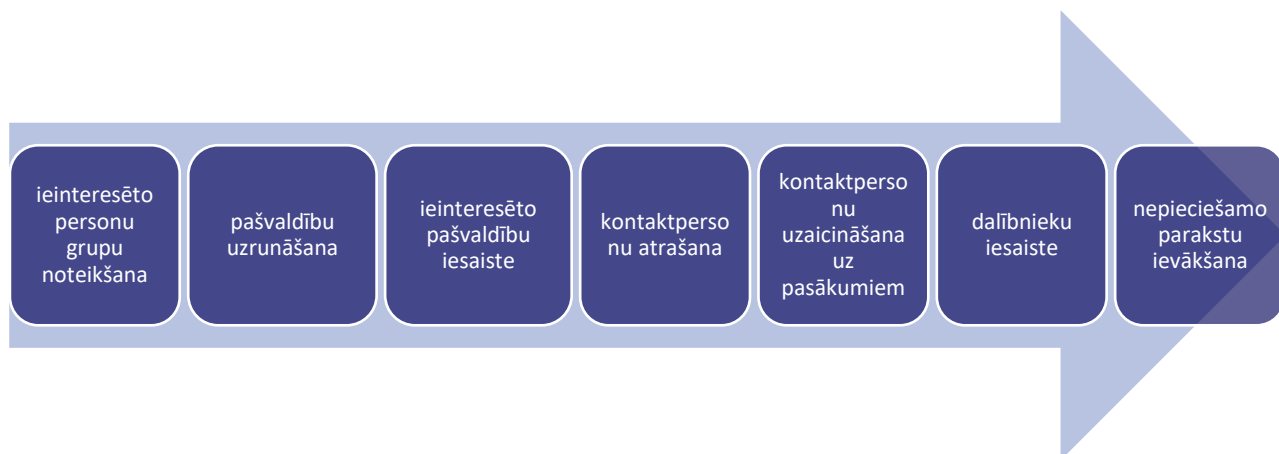 ieinteresēto
personu
grupu
noteikšana
pašvaldību
uzrunāšana
ieinteresēto
pašvaldību
iesaiste
kontaktperso
nu atrašana
kontaktperso
nu
uzaicināšana
uz
pasākumiem
dalībnieku
iesaiste
nepieciešamo
parakstu
ievākšana